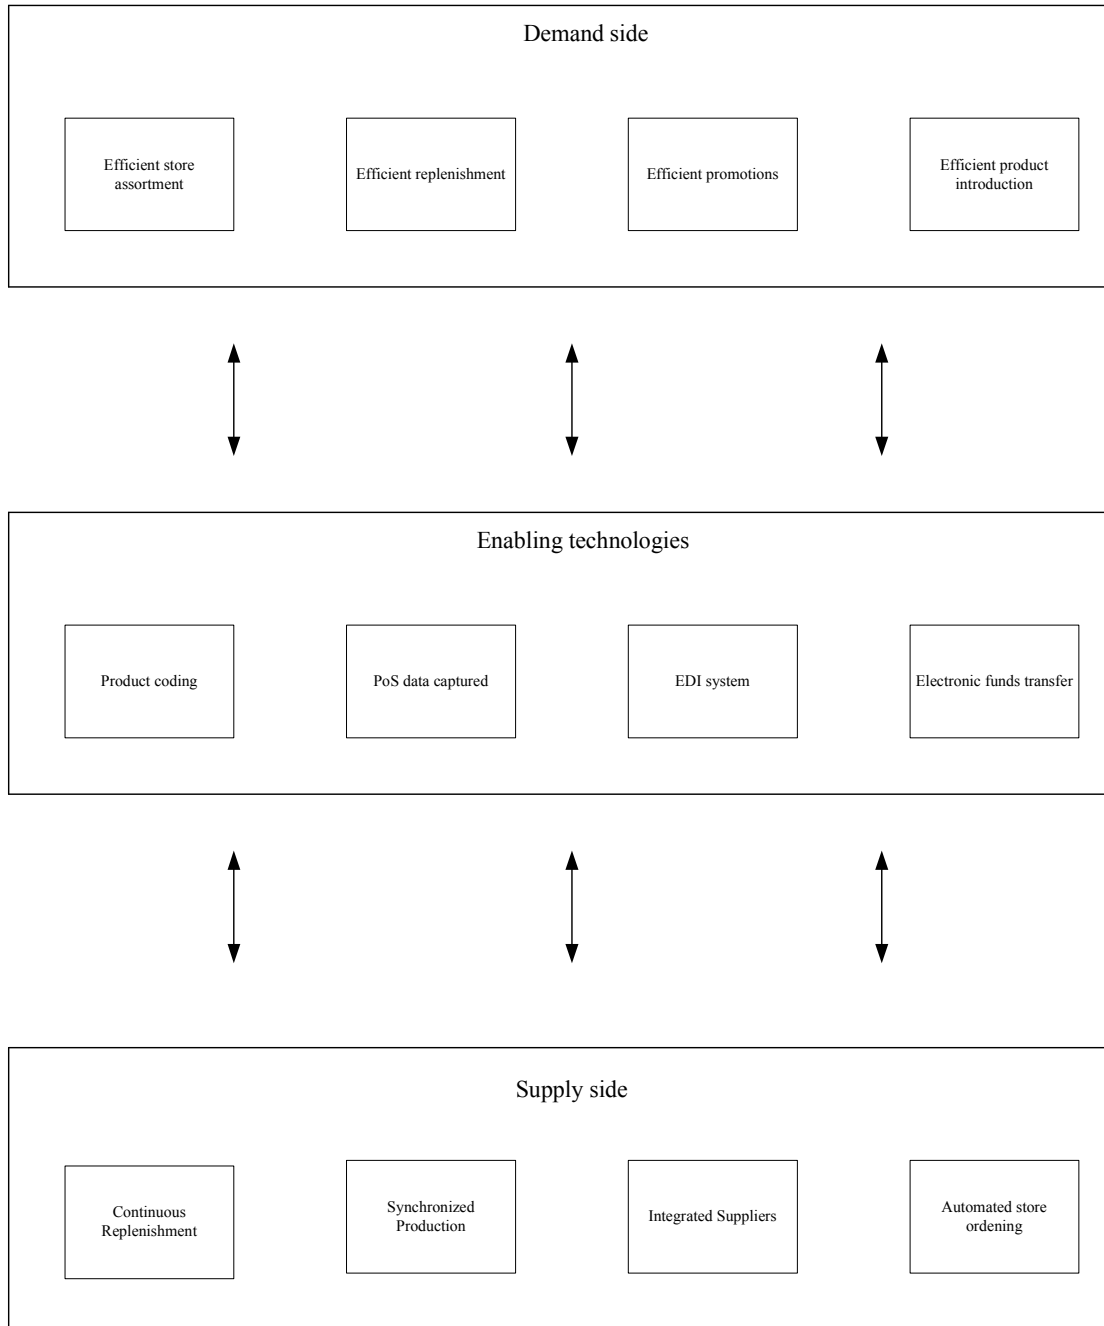 Demand side
Efficient store
assortment
Efficient replenishment
Efficient promotions
Efficient product
introduction
Enabling technologies
Product coding
PoS data captured
EDI system
Electronic funds transfer
Supply side
Continuous
Replenishment
Synchronized
Production
Integrated Suppliers
Automated store
ordening